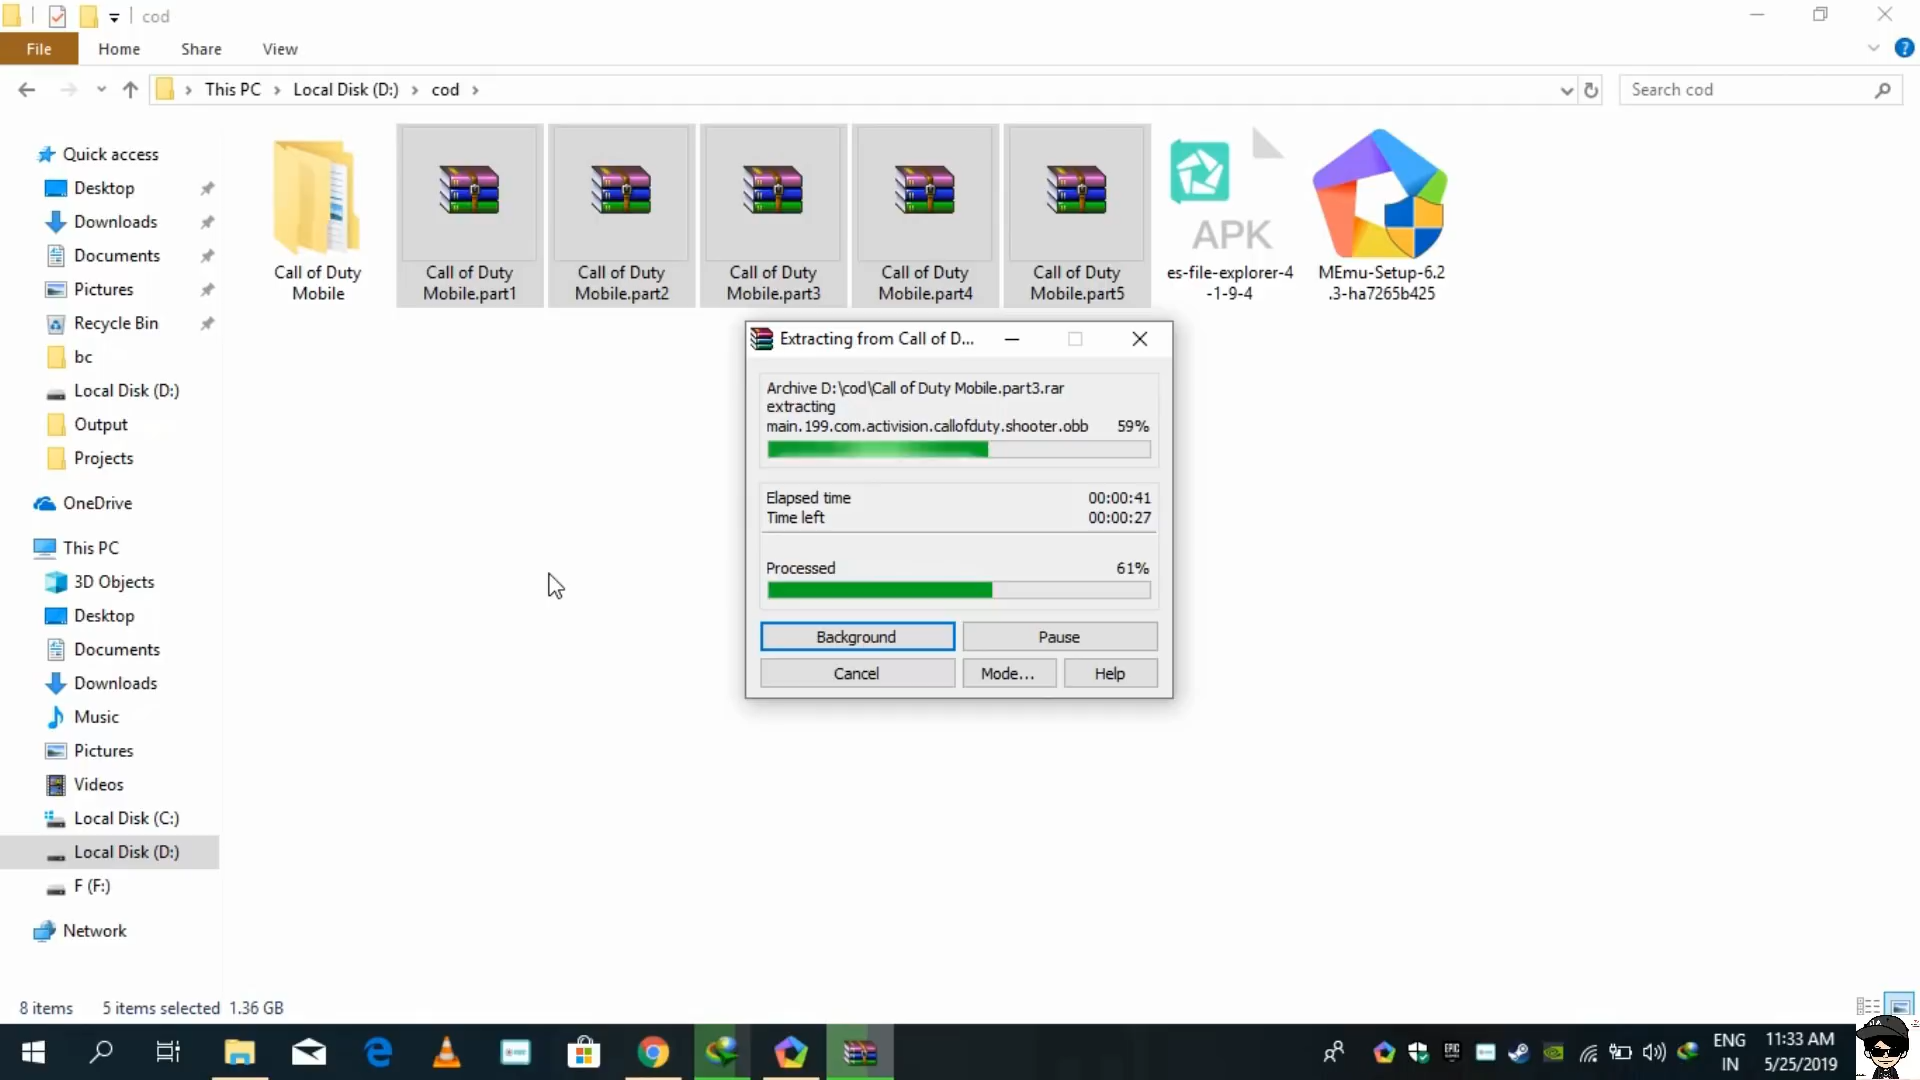 cod
File
Home
Share
View
This PC
Local Disk (D:)
cod
Search cod
Quick access
Desktop
Downloads
Documents
Pictures
Recycle Bin
bc
Local Disk (D:)
Output
Projects
OneDrive
This PC
3D Objects
Desktop
Documents
Downloads
Music
Pictures
Videos
Local Disk (C:)
Local Disk (D:)
F (F:)
Network
Call of Duty
Mobile
Call of Duty
Mobile.part1
Call of Duty
Mobile.part2
Call of Duty
Mobile.part3
Call of Duty
Mobile.part4
Call of Duty
Mobile.part5
APK
es-file-explorer-4
-1-9-4
MEmu-Setup-6.2
.3-ha7265b425
Extracting from Call of D...
Archive D:\cod\Call of Duty Mobile.part3.rar
extracting
main.199.com.activision.callofduty.shooter.obb 59%
Elapsed time 00:00:41
Time left 00:00:27
Processed 61%
Background
Pause
Cancel
Mode...
Help
8 items 5 items selected 1.36 GB
ENG
IN
11:33 AM
5/25/2019